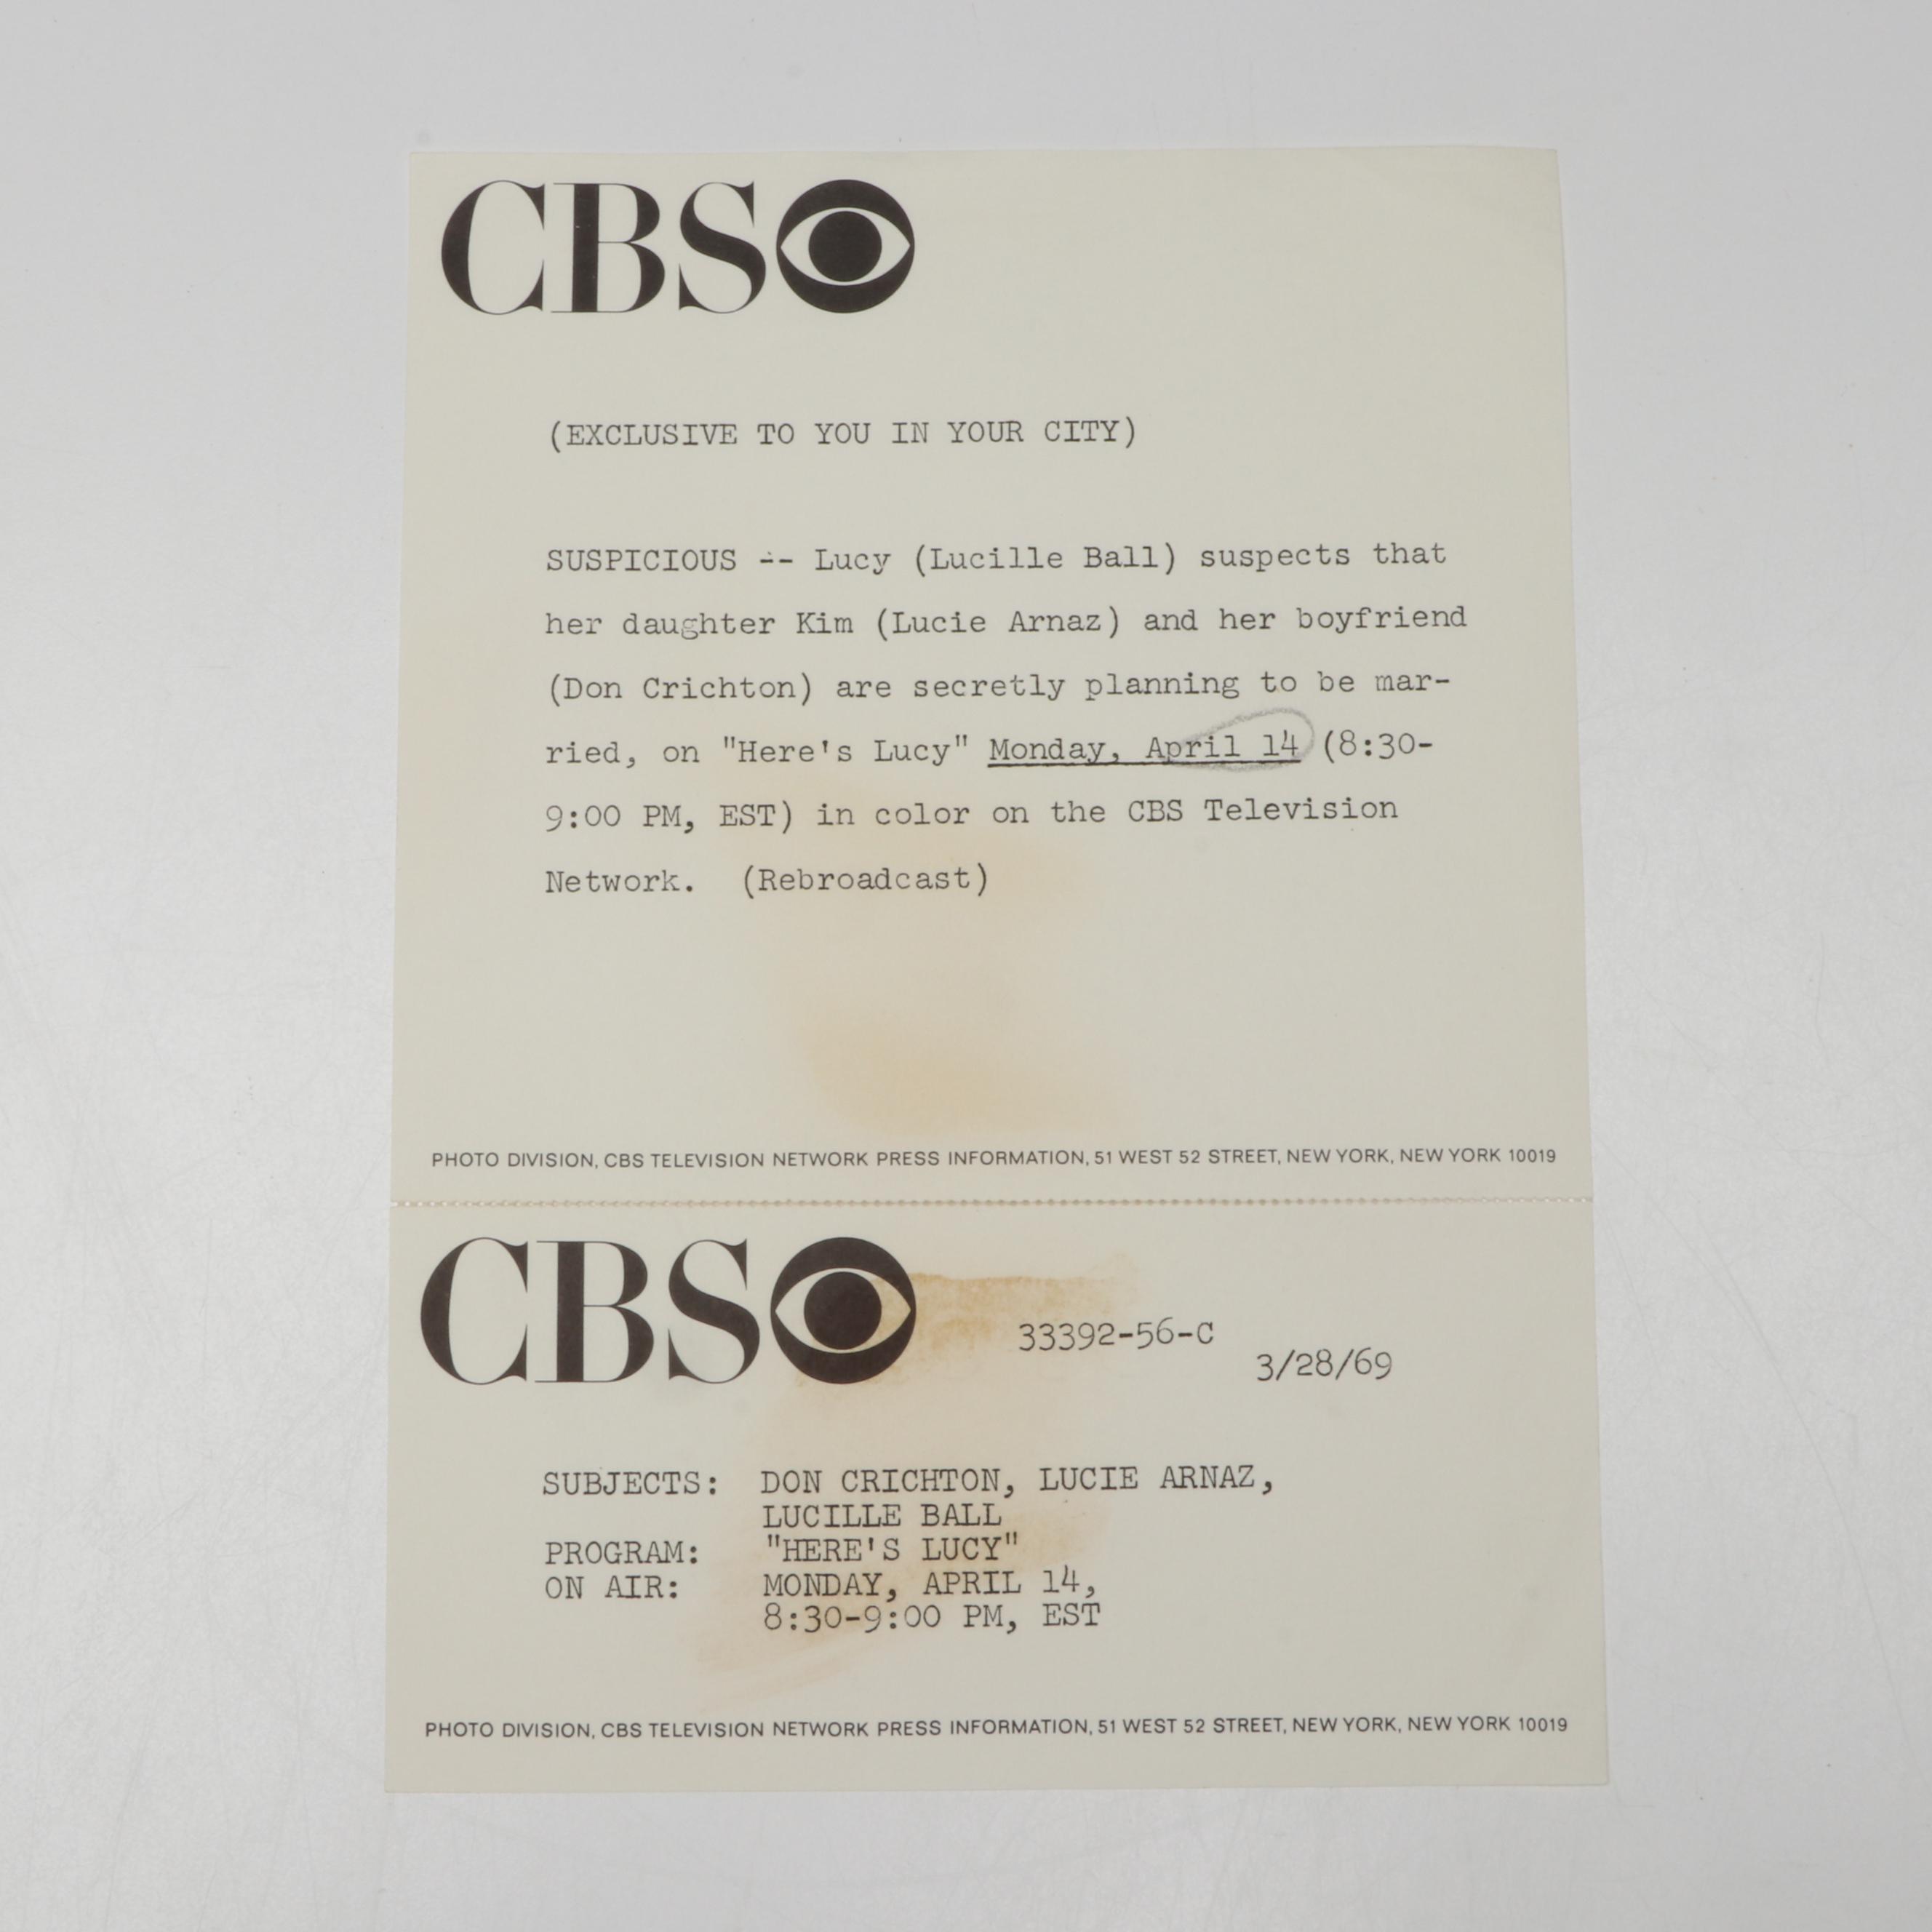 CBS
(EXCLUSIVE TO YOU IN YOUR CITY)
SUSPICIOUS -- Lucy (Lucille Ball) suspects that
her daughter Kim (Lucie Arnaz) and her boyfriend
(Don Crichton) are secretly planning to be mar-
ried, on "Here's Lucy" Monday, April 14 (8:30-
9:00 PM, EST) in color on the CBS Television
Network. (Rebroadcast)
PHOTO DIVISION, CBS TELEVISION NETWORK PRESS INFORMATION, 51 WEST 52 STREET, NEW YORK, NEW YORK 10019
CBS
33392-56-C
3/28/69
SUBJECTS: DON CRICHTON, LUCIE ARNAZ,
LUCILLE BALL
PROGRAM: "HERE'S LUCY"
ON AIR: MONDAY, APRIL 14,
8:30-9:00 PM, EST
PHOTO DIVISION, CBS TELEVISION NETWORK PRESS INFORMATION, 51 WEST 52 STREET, NEW YORK, NEW YORK 10019